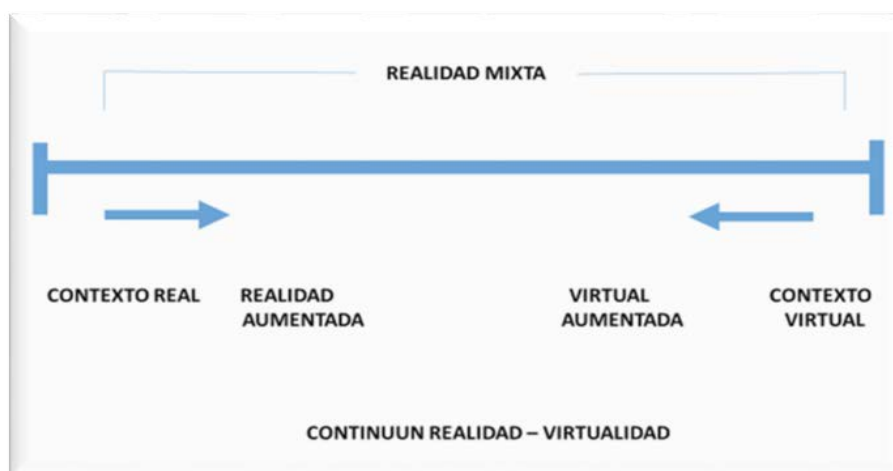 REALIDAD MIXTA
CONTEXTO REAL
REALIDAD
AUMENTADA
VIRTUAL
AUMENTADA
CONTEXTO
VIRTUAL
CONTINUUN REALIDAD – VIRTUALIDAD